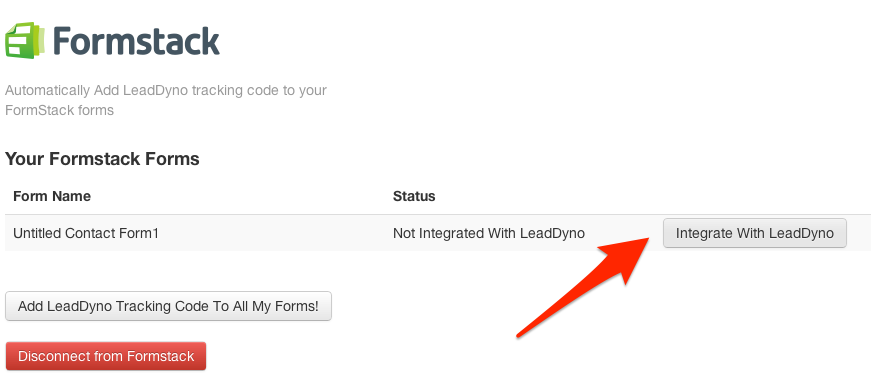 Formstack
Automatically Add LeadDyno tracking code to your
FormStack forms
Your Formstack Forms
Form Name Status
Untitled Contact Form1 Not Integrated With LeadDyno Integrate With LeadDyno
Add LeadDyno Tracking Code To All My Forms!
Disconnect from Formstack